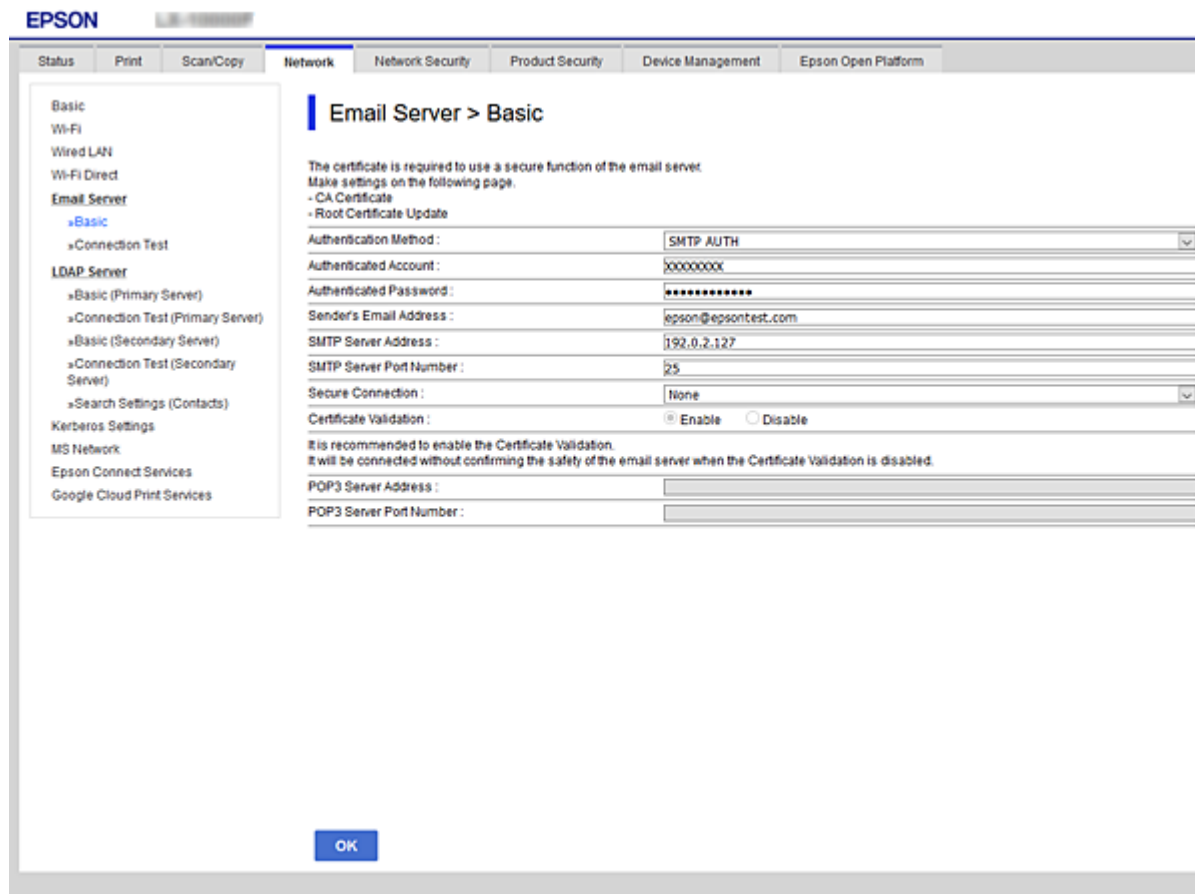 EPSON
Status Print Scan/Copy Network Network Security Product Security Device Management Epson Open Platform
Basic
Wi-Fi
Wired LAN
Wi-Fi Direct
Email Server
»Basic
»Connection Test
LDAP Server
»Basic (Primary Server)
»Connection Test (Primary Server)
»Basic (Secondary Server)
»Connection Test (Secondary
Server)
»Search Settings (Contacts)
Kerberos Settings
MS Network
Epson Connect Services
Google Cloud Print Services
Email Server > Basic
The certificate is required to use a secure function of the email server.
Make settings on the following page.
- CA Certificate
- Root Certificate Update
Authentication Method : SMTP AUTH
Authenticated Account : XXXXXXXX
Authenticated Password : ••••••••••••
Sender's Email Address : epson@epsontest.com
SMTP Server Address : 192.0.2.127
SMTP Server Port Number : 25
Secure Connection : None
Certificate Validation : Enable Disable
It is recommended to enable the Certificate Validation.
It will be connected without confirming the safety of the email server when the Certificate Validation is disabled.
POP3 Server Address :
POP3 Server Port Number :
OK